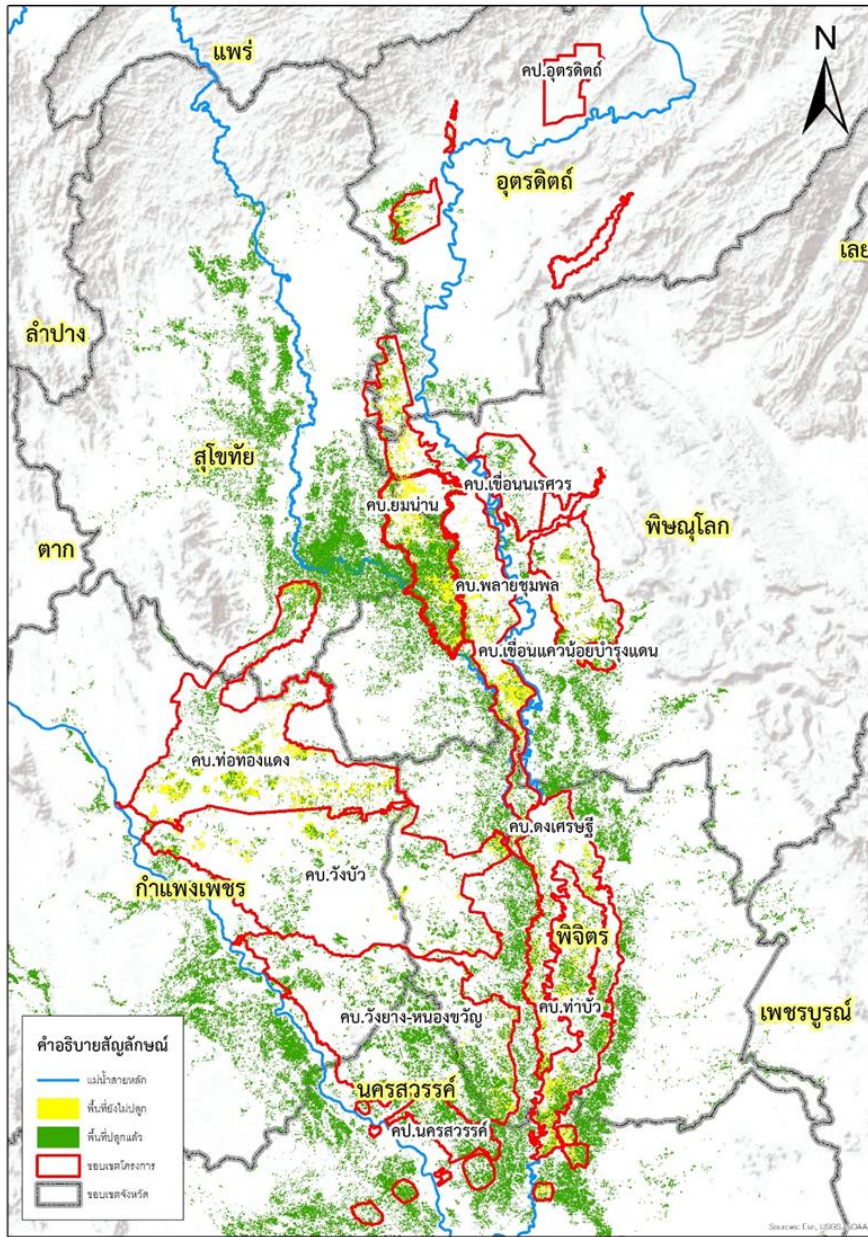 แพร่
คป.อุตรดิตถ์
N
อุตรดิตถ์
เลย
ลำปาง
สุโขทัย
คบ.เขื่อนนเรศวร
คบ.ยมน่าน
พิษณุโลก
ตาก
คบ.พลายชุมพล
คบ.เขื่อนแควน้อยบำรุงแดน
คบ.ท่อทองแดง
คบ.ดงเศรษฐี
คบ.วังบัว
กำแพงเพชร
พิจิตร
คบ.ท่าบัว
คบ.วังยาง-หนองขวัญ
เพชรบูรณ์
นครสวรรค์
คป.นครสวรรค์
คำอธิบายสัญลักษณ์
แม่น้ำสายหลัก
พื้นที่ยังไม่ปลูก
พื้นที่ปลูกแล้ว
ขอบเขตโครงการ
ขอบเขตจังหวัด
Sources: Esri, USGS, NOAA